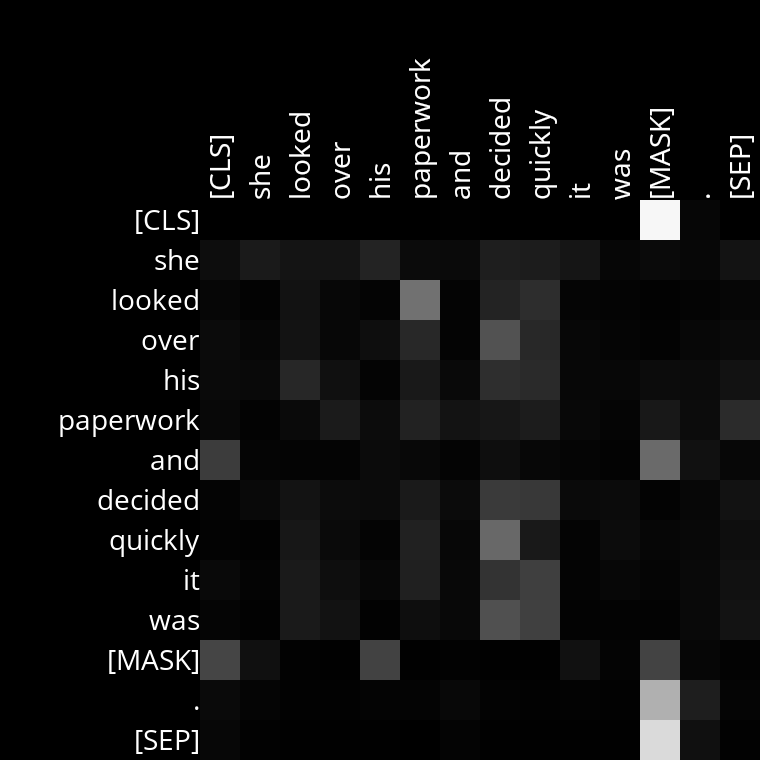 [CLS] she looked over his paperwork and decided quickly it was [MASK] . [SEP]
[CLS]
she
looked
over
his
paperwork
and
decided
quickly
it
was
[MASK]
.
[SEP]